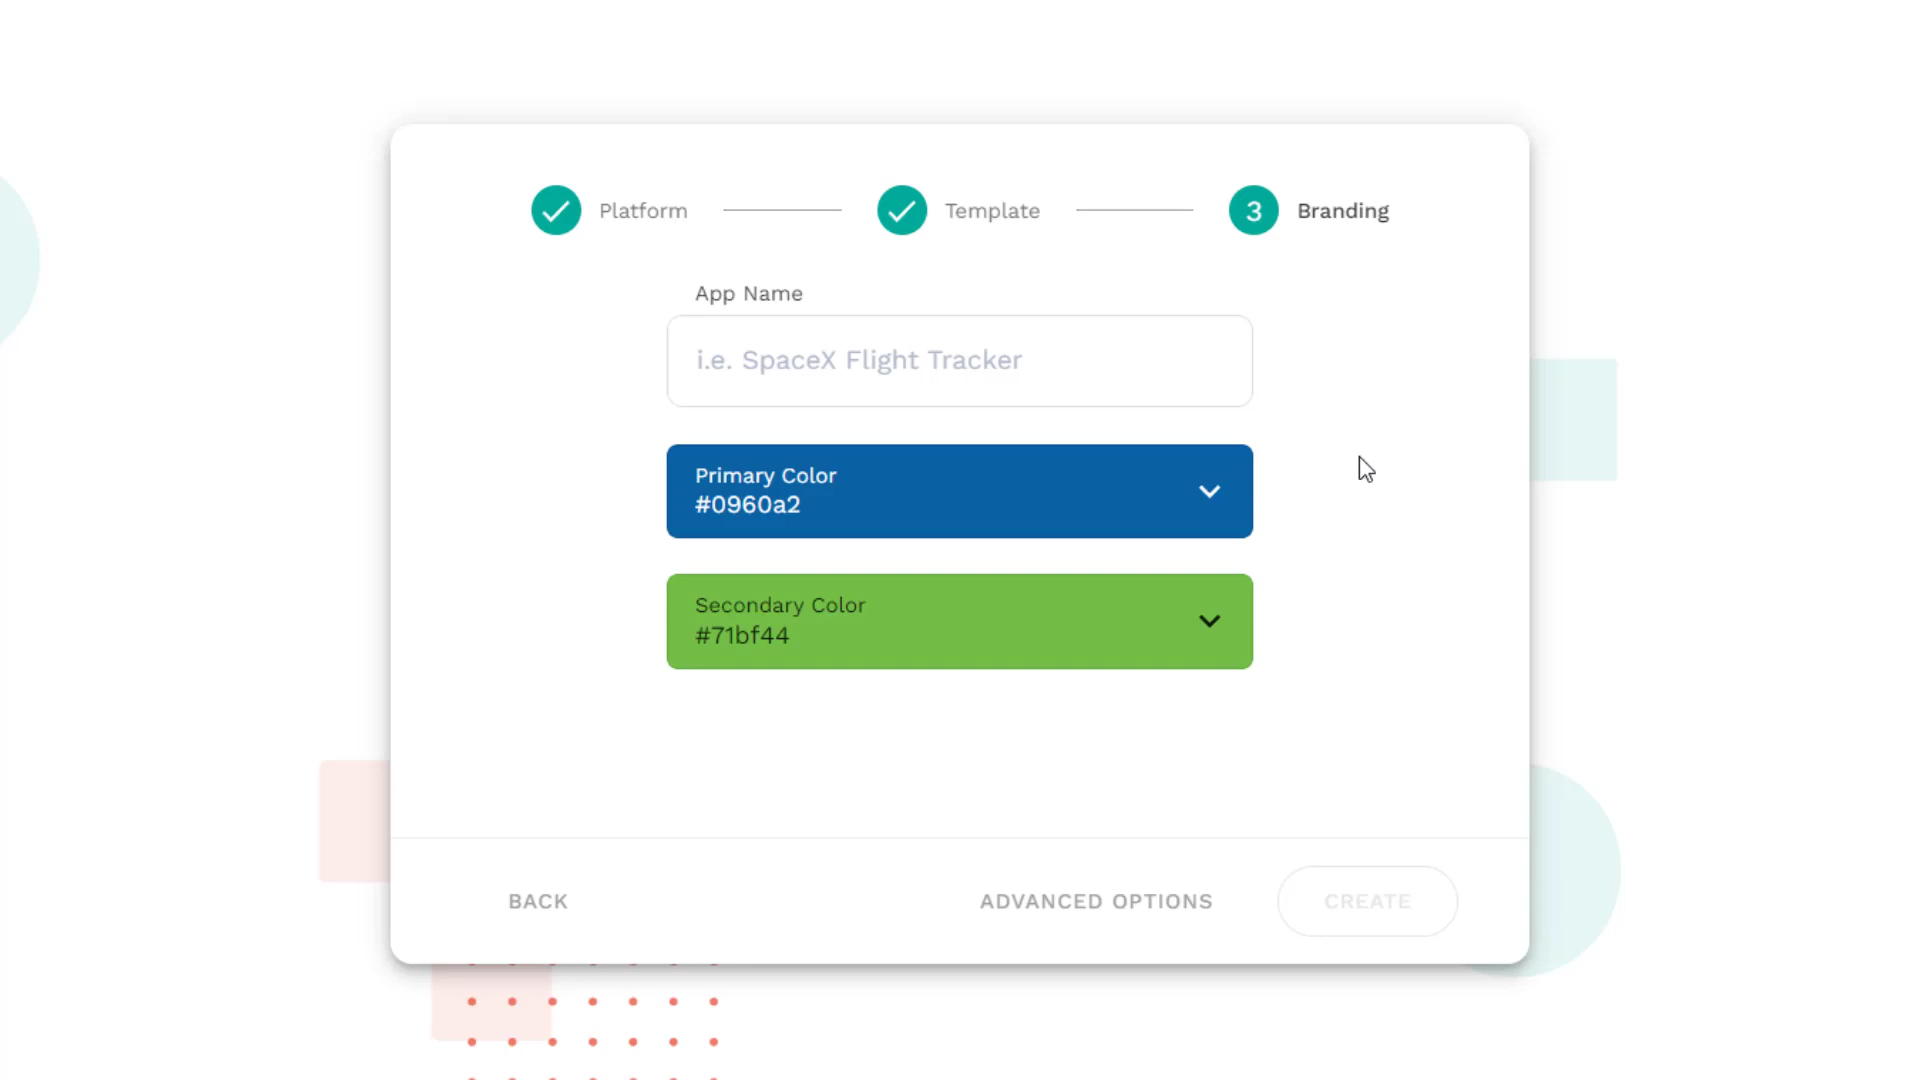 Platform
Template
3 Branding
App Name
i.e. SpaceX Flight Tracker
Primary Color
#0960a2
Secondary Color
#71bf44
BACK
ADVANCED OPTIONS
CREATE